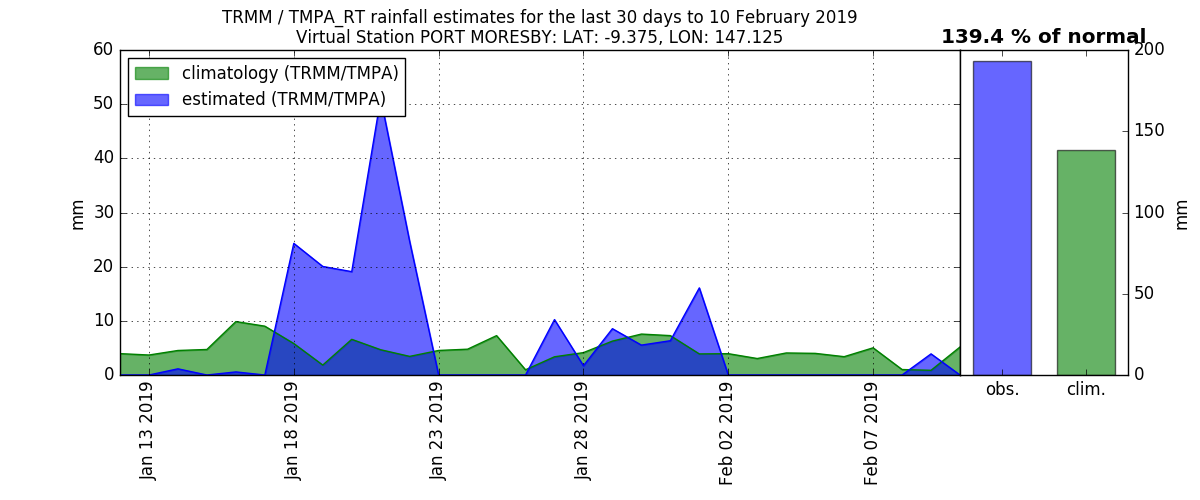 TRMM / TMPA_RT rainfall estimates for the last 30 days to 10 February 2019
Virtual Station PORT MORESBY: LAT: -9.375, LON: 147.125
139.4 % of normal
climatology (TRMM/TMPA)
estimated (TRMM/TMPA)
60
50
40
30
20
10
0
mm
Jan 13 2019
Jan 18 2019
Jan 23 2019
Jan 28 2019
Feb 02 2019
Feb 07 2019
200
150
100
50
0
mm
obs.
clim.